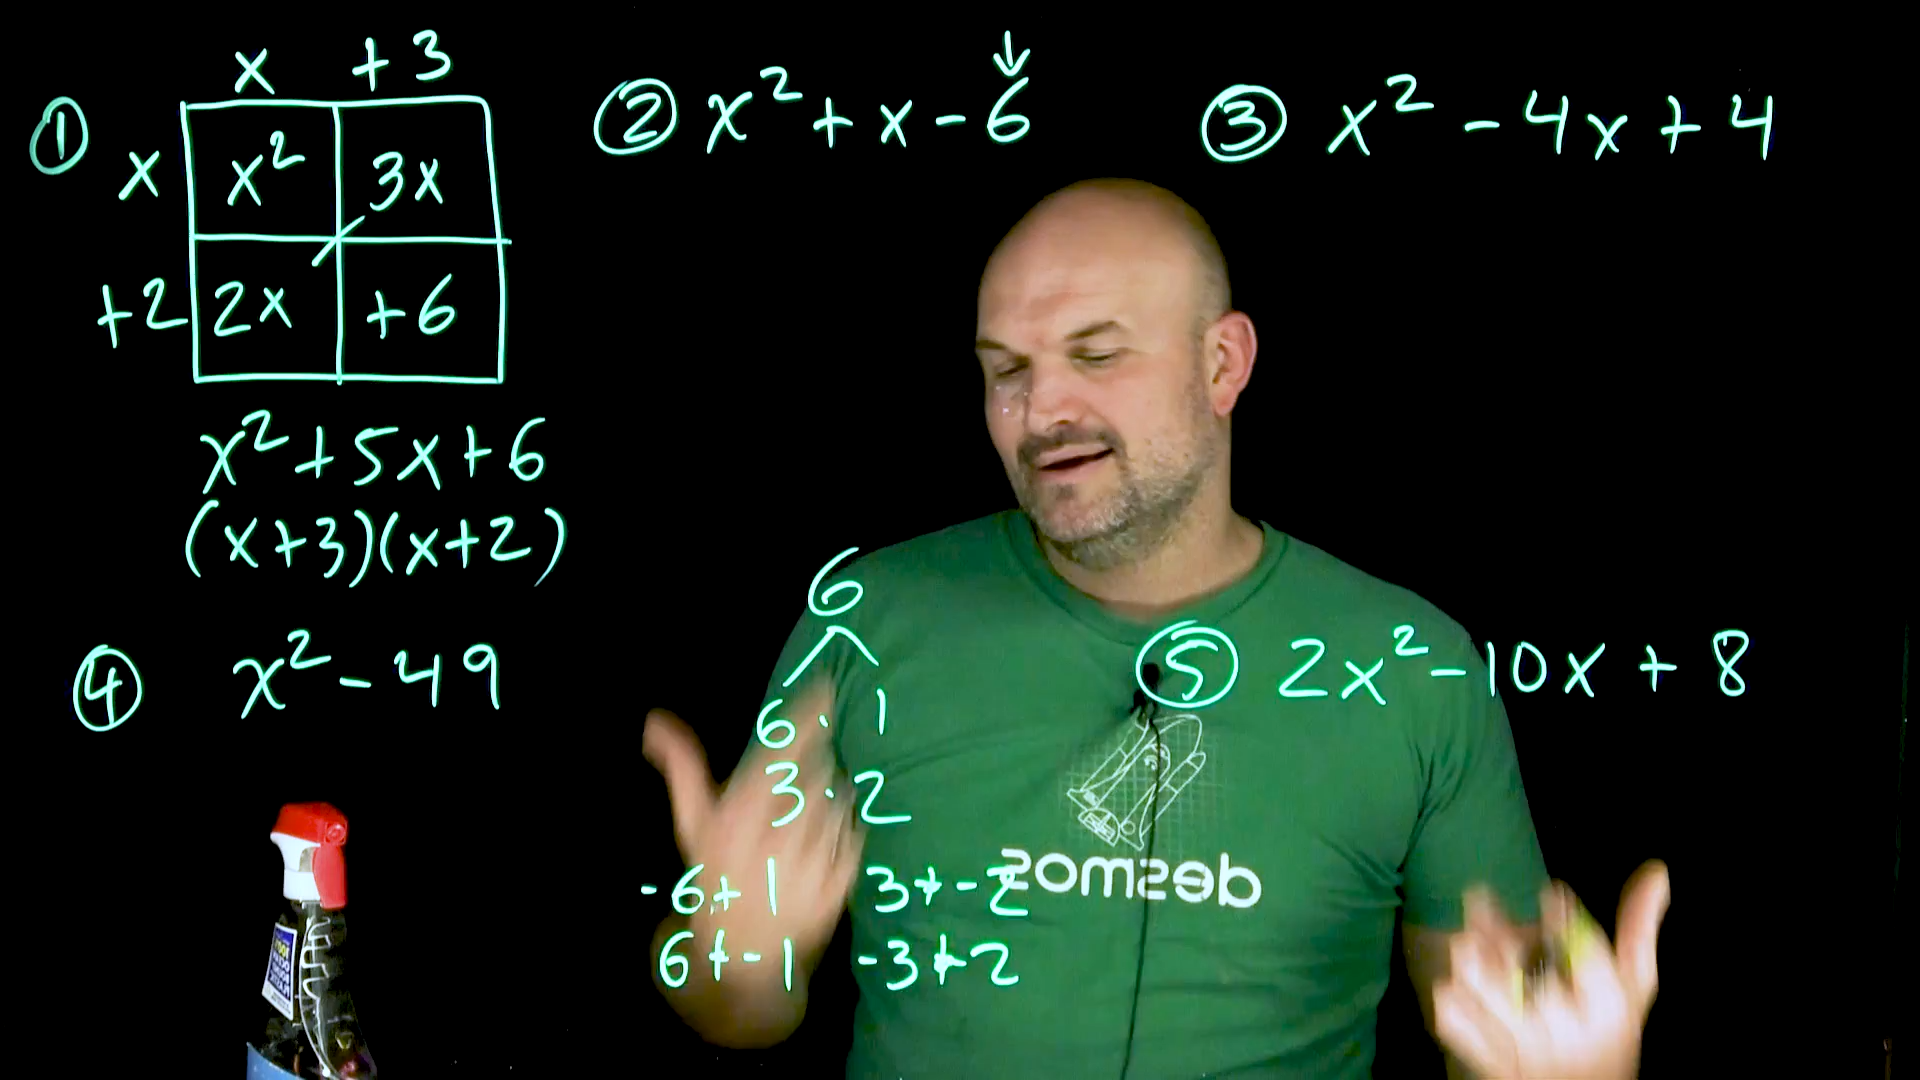 ① x +3
x x² 3x
+2 2x +6
x²+5x+6
(x+3)(x+2)
② x²+x-6
↓
③ x²-4x+4
④ x²-49
6
6·1
3·2
-6+1 3+-2
6+-1 -3+2
⑤ 2x²-10x+8
desmos